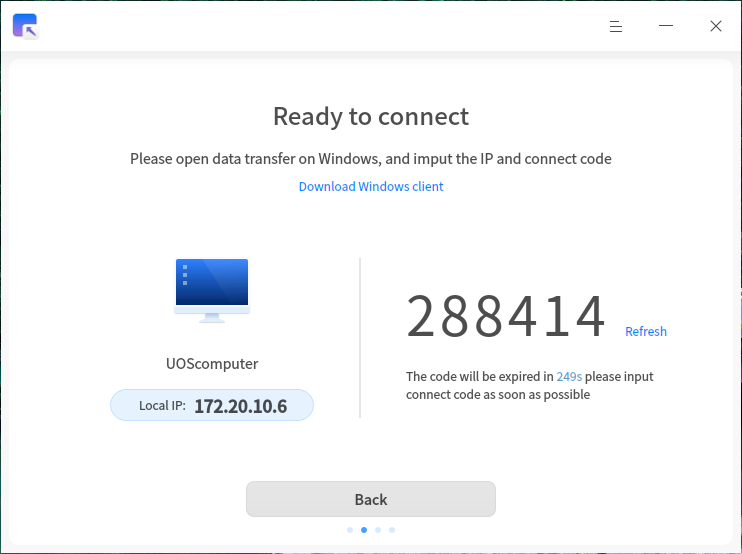 Ready to connect
Please open data transfer on Windows, and imput the IP and connect code
Download Windows client
UOScomputer
Local IP: 172.20.10.6
288414 Refresh
The code will be expired in 249s please input
connect code as soon as possible
Back